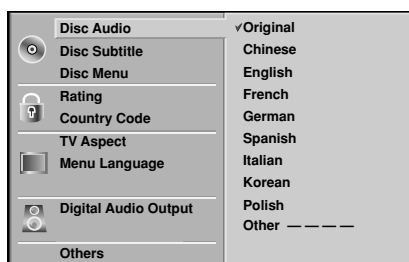 Disc Audio
Disc Subtitle
Disc Menu
Rating
Country Code
TV Aspect
Menu Language
Digital Audio Output
Others
✓Original
Chinese
English
French
German
Spanish
Italian
Korean
Polish
Other — — — —